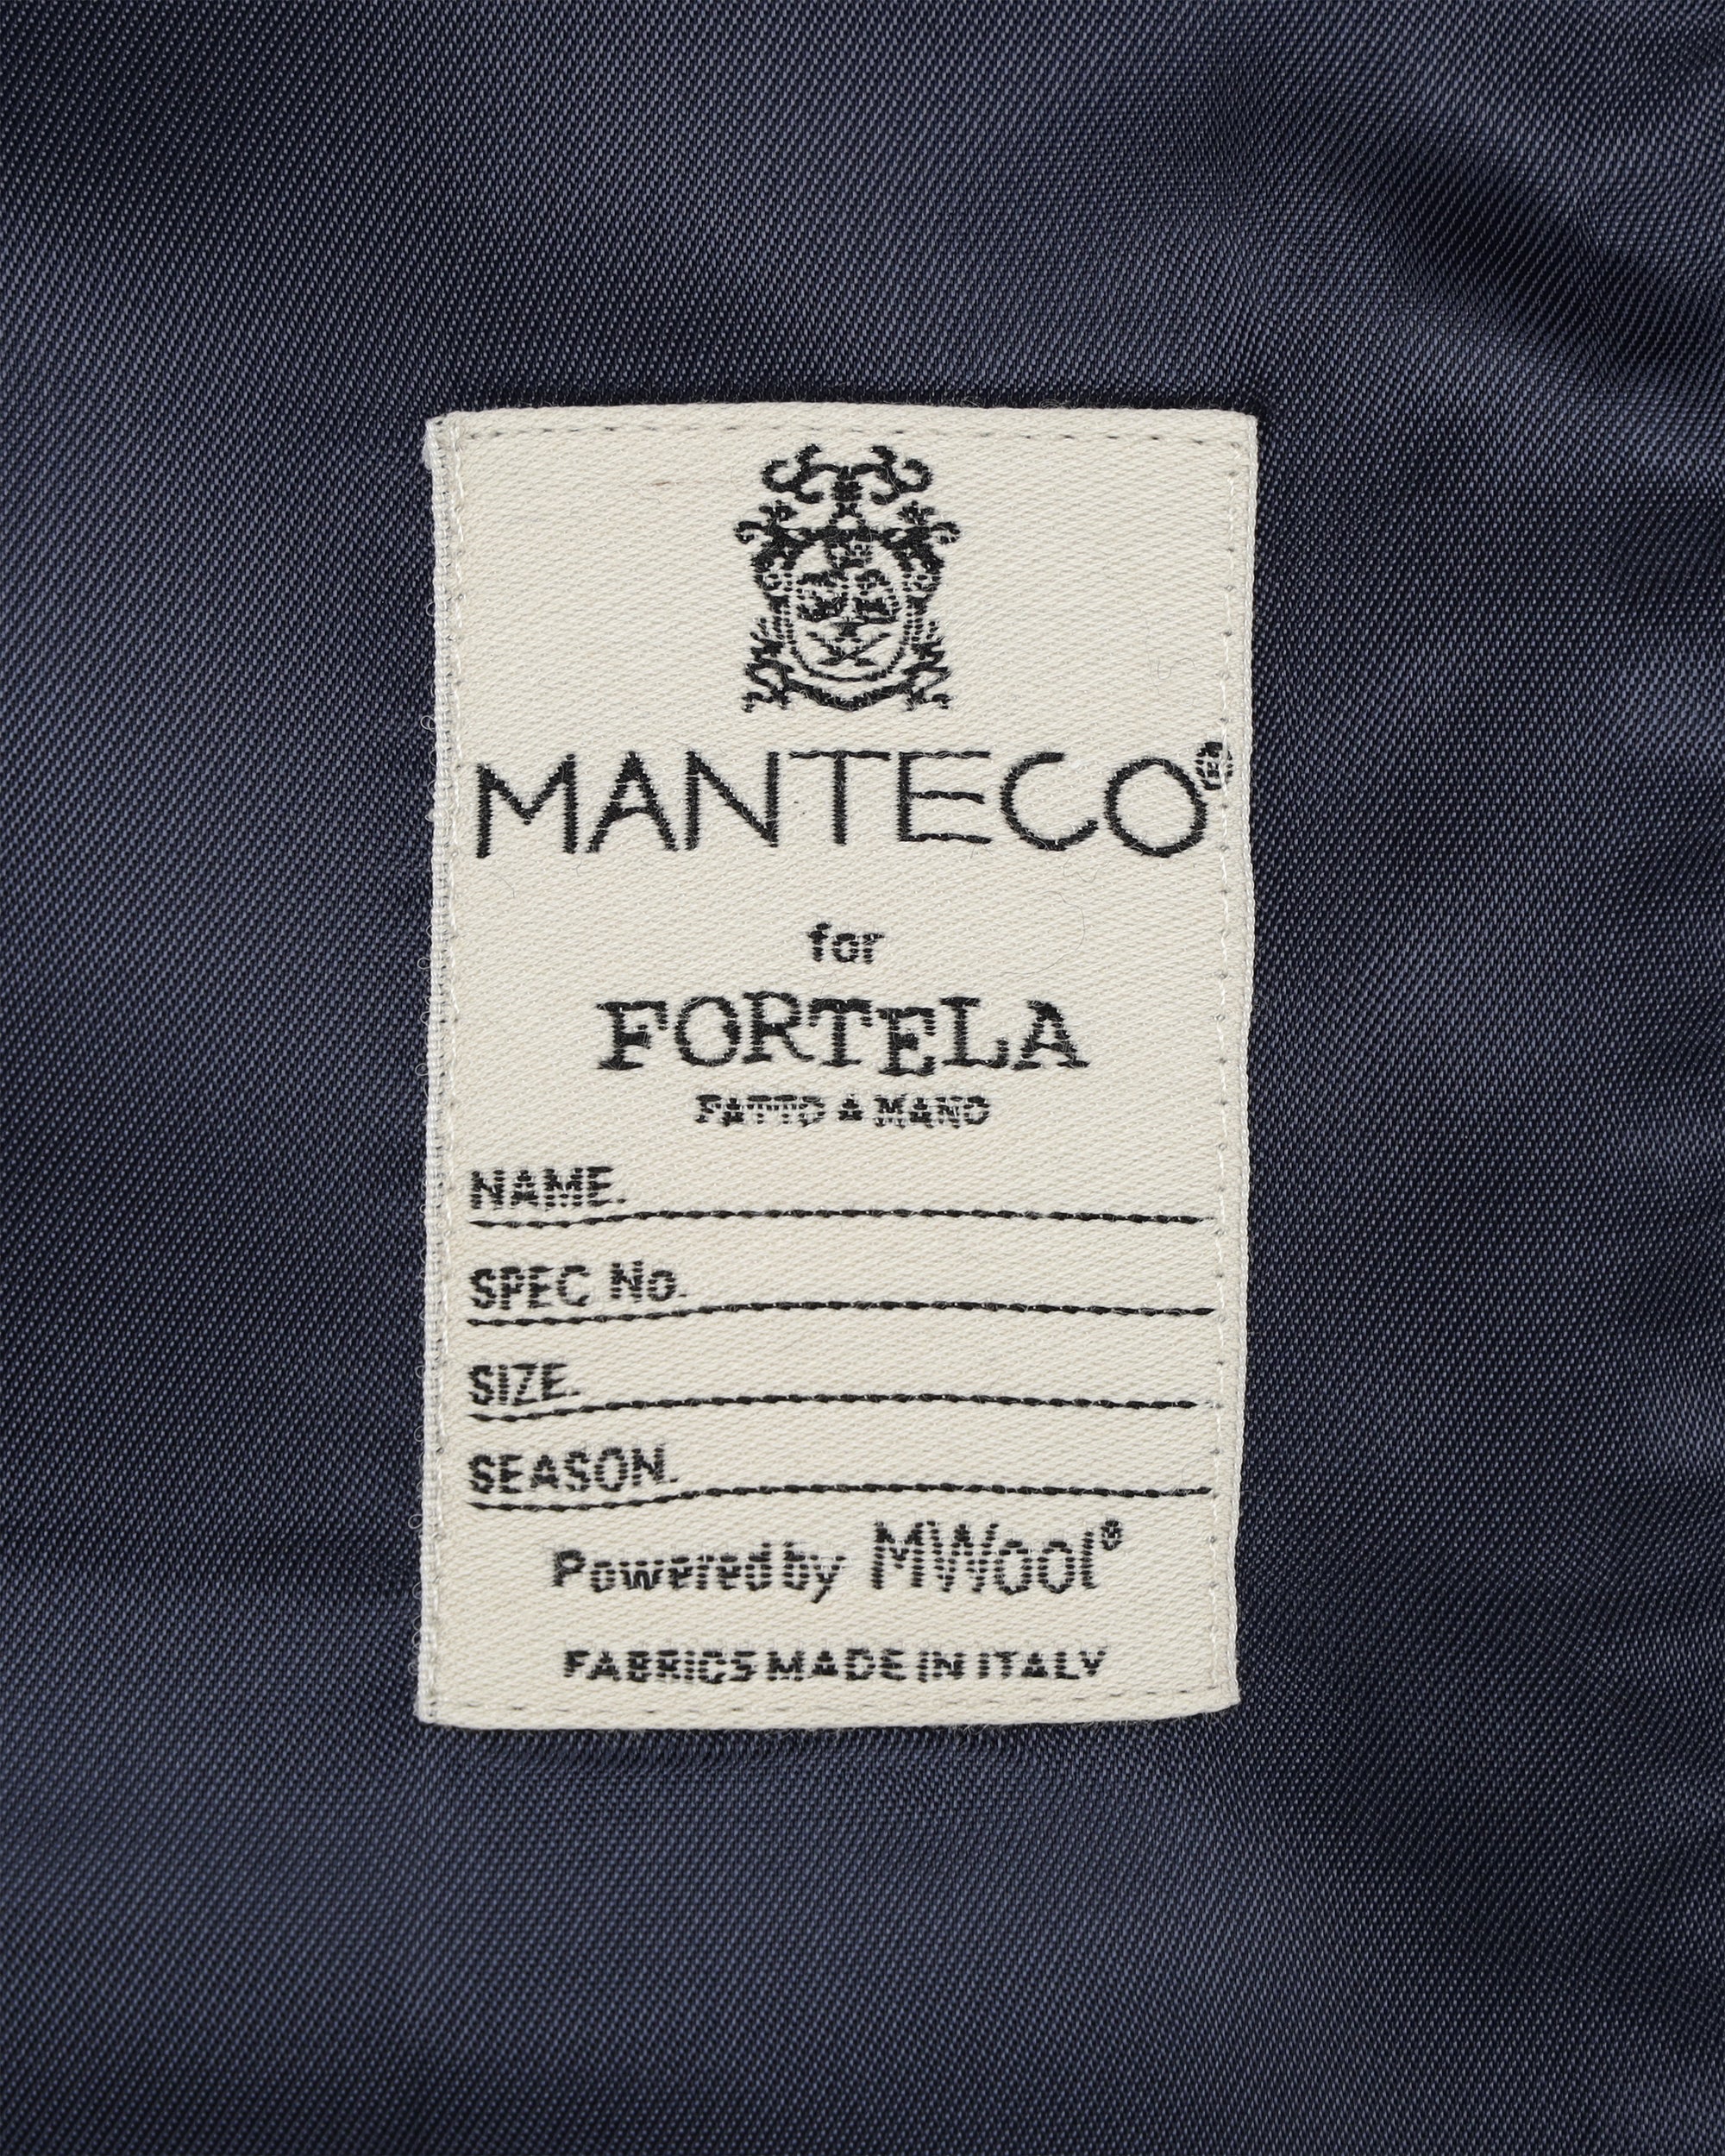 MANTECO®
for
FORTELA
FATTO A MANO
NAME.
SPEC No.
SIZE.
SEASON.
Powered by MWool®
FABRICS MADE IN ITALY